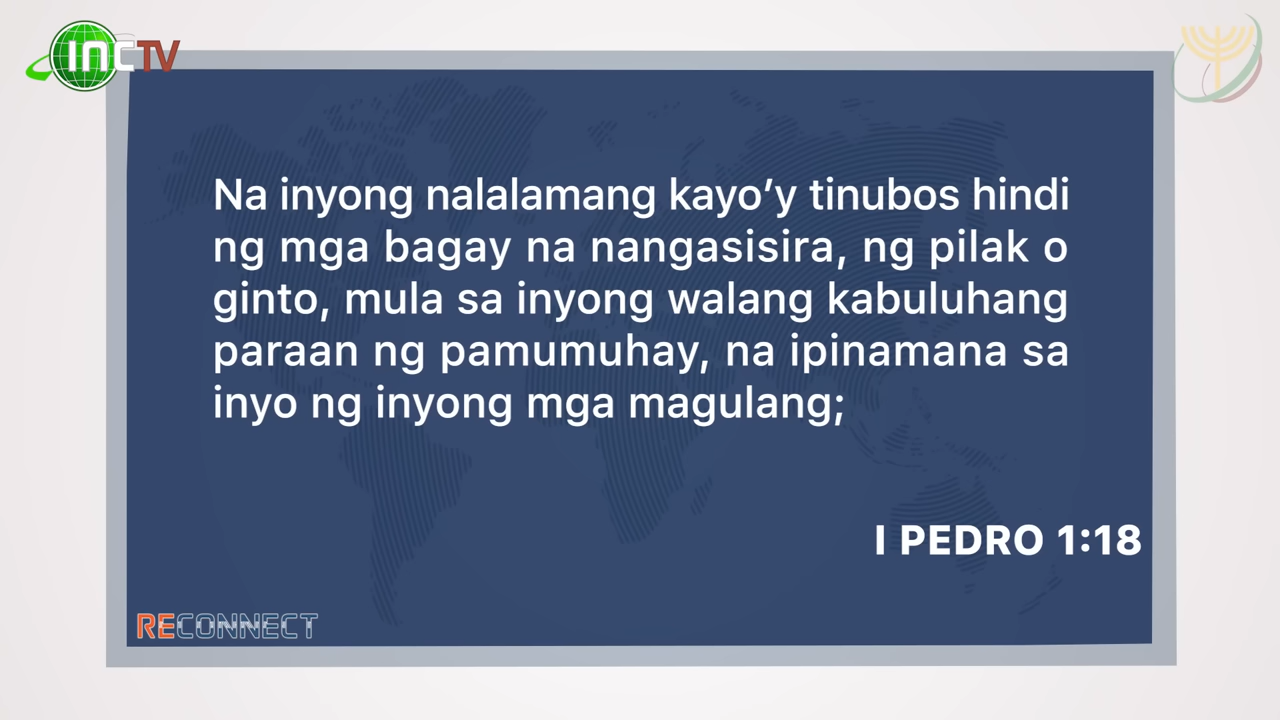 INCTV
Na inyong nalalamang kayo’y tinubos hindi
ng mga bagay na nangasisira, ng pilak o
ginto, mula sa inyong walang kabuluhang
paraan ng pamumuhay, na ipinamana sa
inyo ng inyong mga magulang;
I PEDRO 1:18
RECONNECT